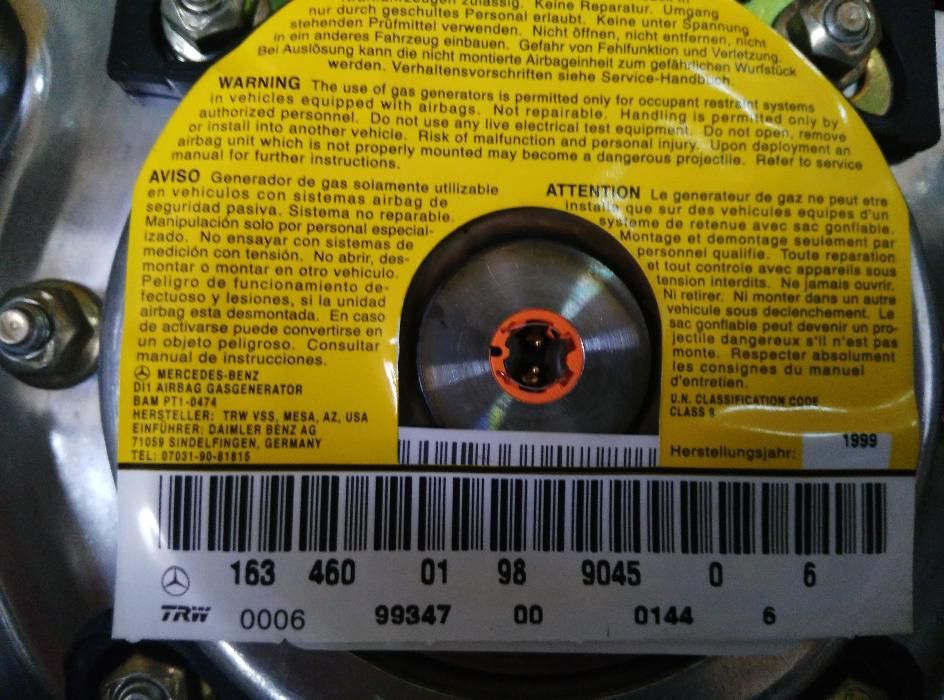 Kraftfahrzeugen zulässig. Keine Reparatur. Umgang
nur durch geschultes Personal erlaubt. Keine unter Spannung
stehenden Prüfmittel verwenden. Nicht öffnen, nicht entfernen, nicht
in ein anderes Fahrzeug einbauen. Gefahr von Fehlfunktion und Verletzung.
Bei Auslösung kann die nicht montierte Airbageinheit zum gefährlichen Wurfstück
werden. Verhaltensvorschriften siehe Service-Handbuch.
WARNING The use of gas generators is permitted only for occupant restraint systems
in vehicles equipped with airbags. Not repairable. Handling is permitted only by
authorized personnel. Do not use any live electrical test equipment. Do not open, remove
or install into another vehicle. Risk of malfunction and personal injury. Upon deployment an
airbag unit which is not properly mounted may become a dangerous projectile. Refer to service
manual for further instructions.
AVISO Generador de gas solamente utilizable
en vehiculos con sistemas airbag de
seguridad pasiva. Sistema no reparable.
Manipulación solo por personal especial-
izado. No ensayar con sistemas de
medición con tensión. No abrir, des-
montar o montar en otro vehiculo.
Peligro de funcionamiento de-
fectuoso y lesiones, si la unidad
airbag esta desmontada. En caso
de activarse puede convertirse en
un objeto peligroso. Consultar
manual de instrucciones.
MERCEDES-BENZ
DI1 AIRBAG GASGENERATOR
BAM PT1-0474
HERSTELLER: TRW VSS, MESA, AZ, USA
EINFÜHRER: DAIMLER BENZ AG
71059 SINDELFINGEN, GERMANY
TEL: 07031-90-81815
ATTENTION Le generateur de gaz ne peut etre
installe que sur des vehicules equipes d'un
systeme de retenue avec sac gonflable.
Montage et demontage seulement par
personnel qualifie. Toute reparation
et tout controle avec appareils sous
tension interdits. Ne jamais ouvrir.
Ni retirer. Ni monter dans un autre
vehicule sous declenchement. Le
sac gonflable peut devenir un pro-
jectile dangereux s'il n'est pas
monte. Respecter absolument
les consignes du manuel
d'entretien.
U.N. CLASSIFICATION CODE
CLASS 9
Herstellungsjahr: 1999
163 460 01 98 9045 0 6
TRW 0006 99347 00 0144 6